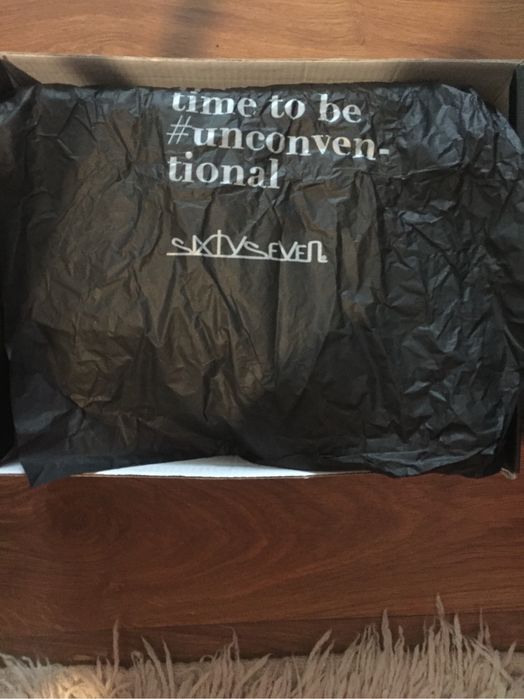 time to be
#unconven-
tional
SIXTYSEVEN